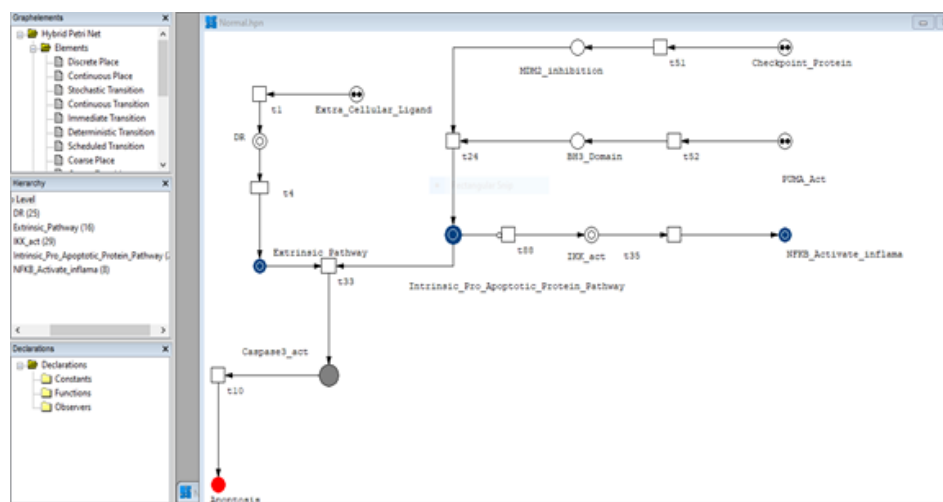 Graphelements
Hybrid Petri Net
Elements
Discrete Place
Continuous Place
Stochastic Transition
Continuous Transition
Immediate Transition
Deterministic Transition
Scheduled Transition
Coarse Place
Hierarchy
Level
DR (25)
Extrinsic_Pathway (16)
IKK_act (29)
Intrinsic_Pro_Apoptotic_Protein_Pathway (
NFKB_Activate_inflama (8)
Declarations
Declarations
Constants
Functions
Observers
Normal.hpn
MDM2_inhibition
t51
Checkpoint_Protein
t1
Extra_Cellular_Ligand
DR
t24
BH3_Domain
t52
PUMA_Act
t4
Extrinsic_Pathway
t88
IKK_act
t35
NFKB_Activate_inflama
t33
Intrinsic_Pro_Apoptotic_Protein_Pathway
Caspase3_act
t10
Apoptosis